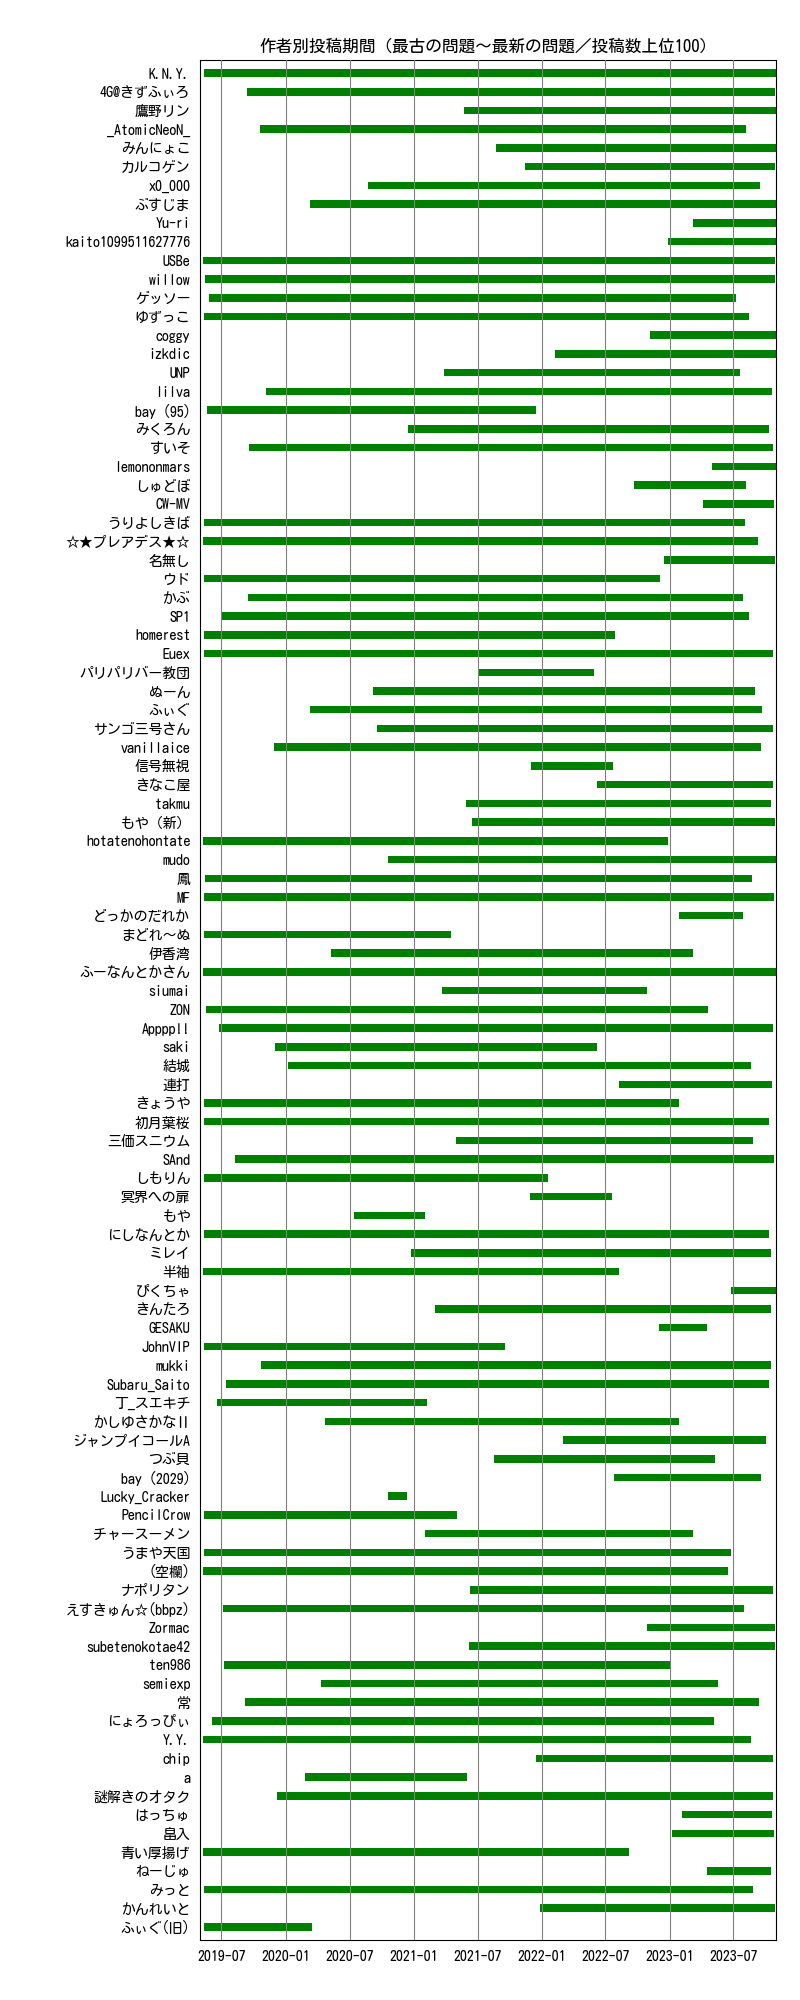 作者別投稿期間（最古の問題～最新の問題／投稿数上位100）
K.N.Y.
4G@きずふぃろ
鷹野リン
_AtomicNeoN_
みんにょこ
カルコゲン
x0_000
ぶすじま
Yu-ri
kaito1099511627776
USBe
willow
ゲッソー
ゆずっこ
coggy
izkdic
UNP
lilva
bay (95)
みくろん
すいそ
lemononmars
しゅどぼ
CW-MV
うりよしきば
☆★プレアデス★☆
名無し
ウド
かぶ
SP1
homerest
Euex
パリパリバー教団
ぬーん
ふぃぐ
サンゴ三号さん
vanillaice
信号無視
きなこ屋
takmu
もや（新）
hotatenohontate
mudo
鳳
MF
どっかのだれか
まどれ～ぬ
伊香湾
ふーなんとかさん
siumai
ZON
Appppll
saki
結城
連打
きょうや
初月葉桜
三価スニウム
SAnd
しもりん
冥界への扉
もや
にしなんとか
ミレイ
半袖
ぴくちゃ
きんたろ
GESAKU
JohnVIP
mukki
Subaru_Saito
丁_スエキチ
かしゆさかなII
ジャンプイコールA
つぶ貝
bay (2029)
Lucky_Cracker
PencilCrow
チャースーメン
うまや天国
(空欄)
ナポリタン
えすきゅん☆(bbpz)
Zormac
subetenokotae42
ten986
semiexp
常
にょろっぴぃ
Y.Y.
chip
a
謎解きのオタク
はっちゅ
畠入
青い厚揚げ
ねーじゅ
みっと
かんれいと
ふぃぐ(旧)
2019-07 2020-01 2020-07 2021-01 2021-07 2022-01 2022-07 2023-01 2023-07